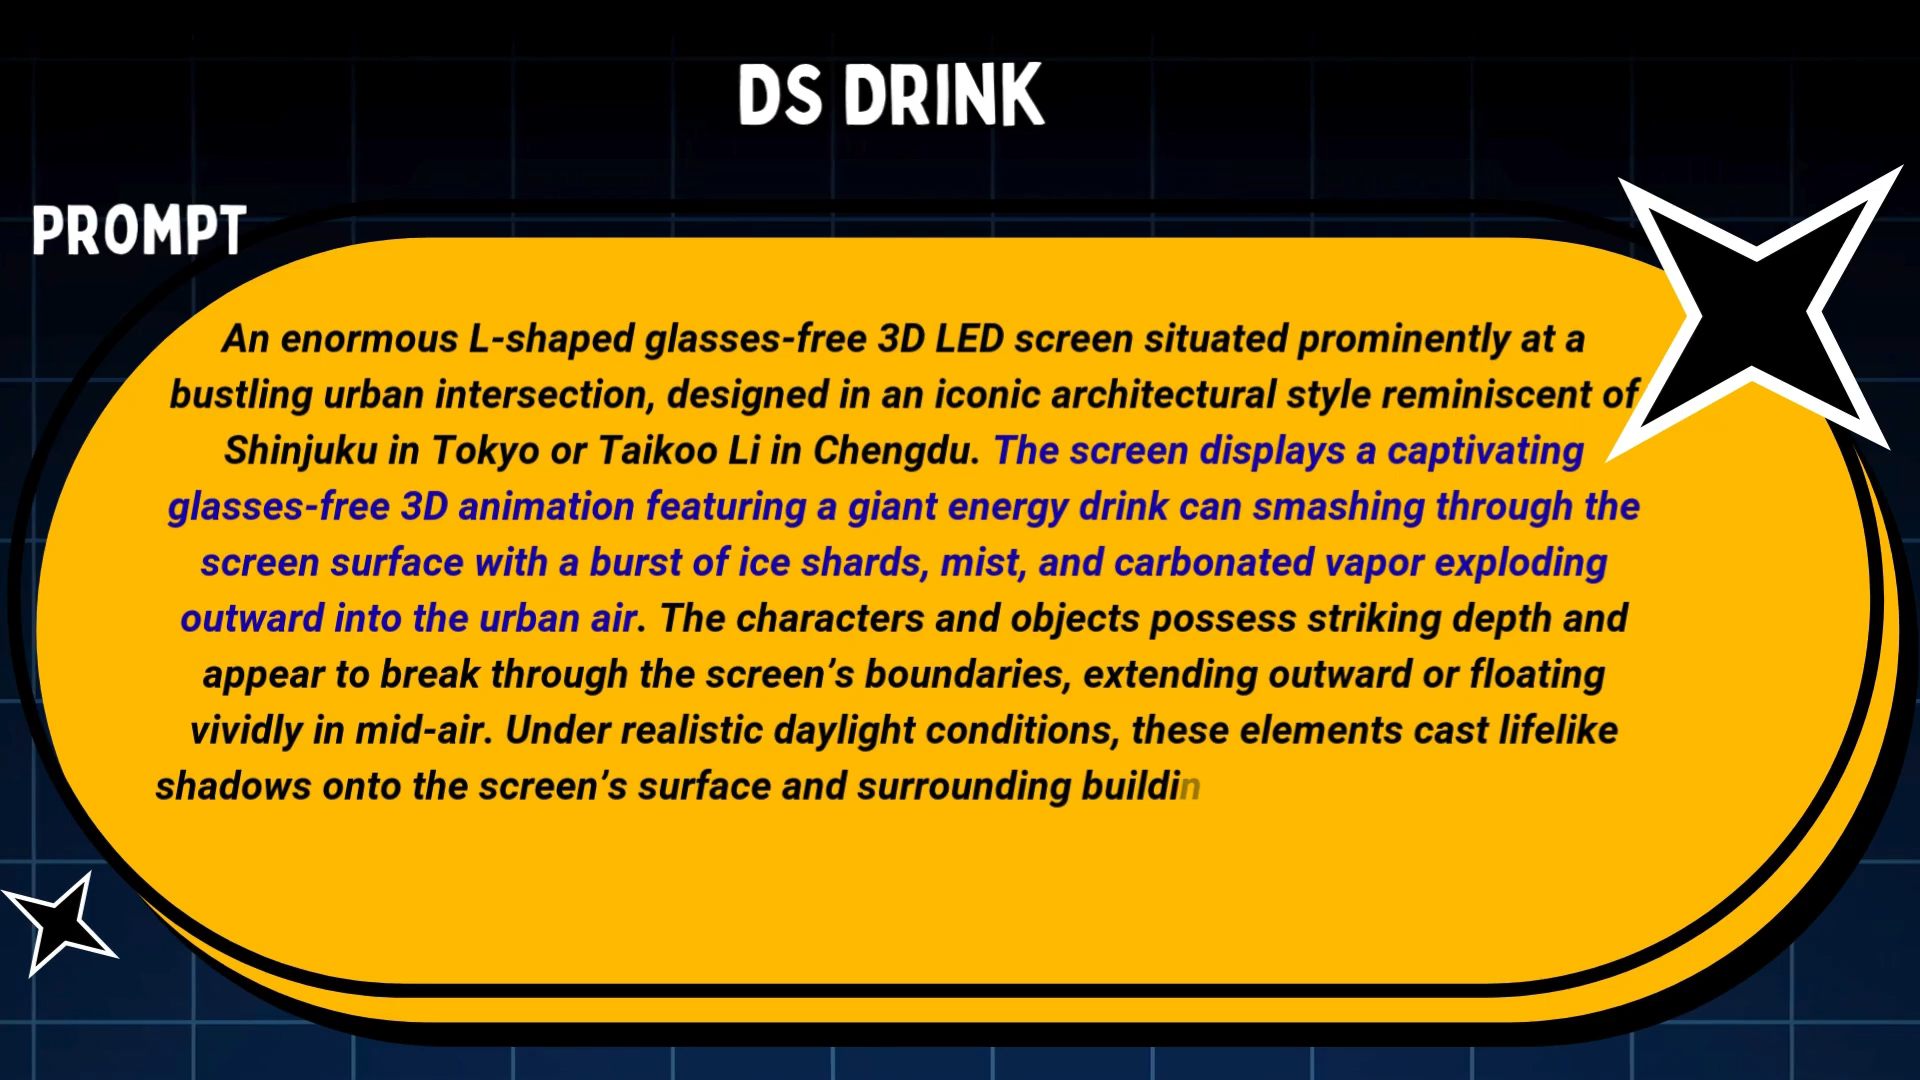 DS DRINK
PROMPT
An enormous L-shaped glasses-free 3D LED screen situated prominently at a
bustling urban intersection, designed in an iconic architectural style reminiscent of
Shinjuku in Tokyo or Taikoo Li in Chengdu. The screen displays a captivating
glasses-free 3D animation featuring a giant energy drink can smashing through the
screen surface with a burst of ice shards, mist, and carbonated vapor exploding
outward into the urban air. The characters and objects possess striking depth and
appear to break through the screen’s boundaries, extending outward or floating
vividly in mid-air. Under realistic daylight conditions, these elements cast lifelike
shadows onto the screen’s surface and surrounding buildin